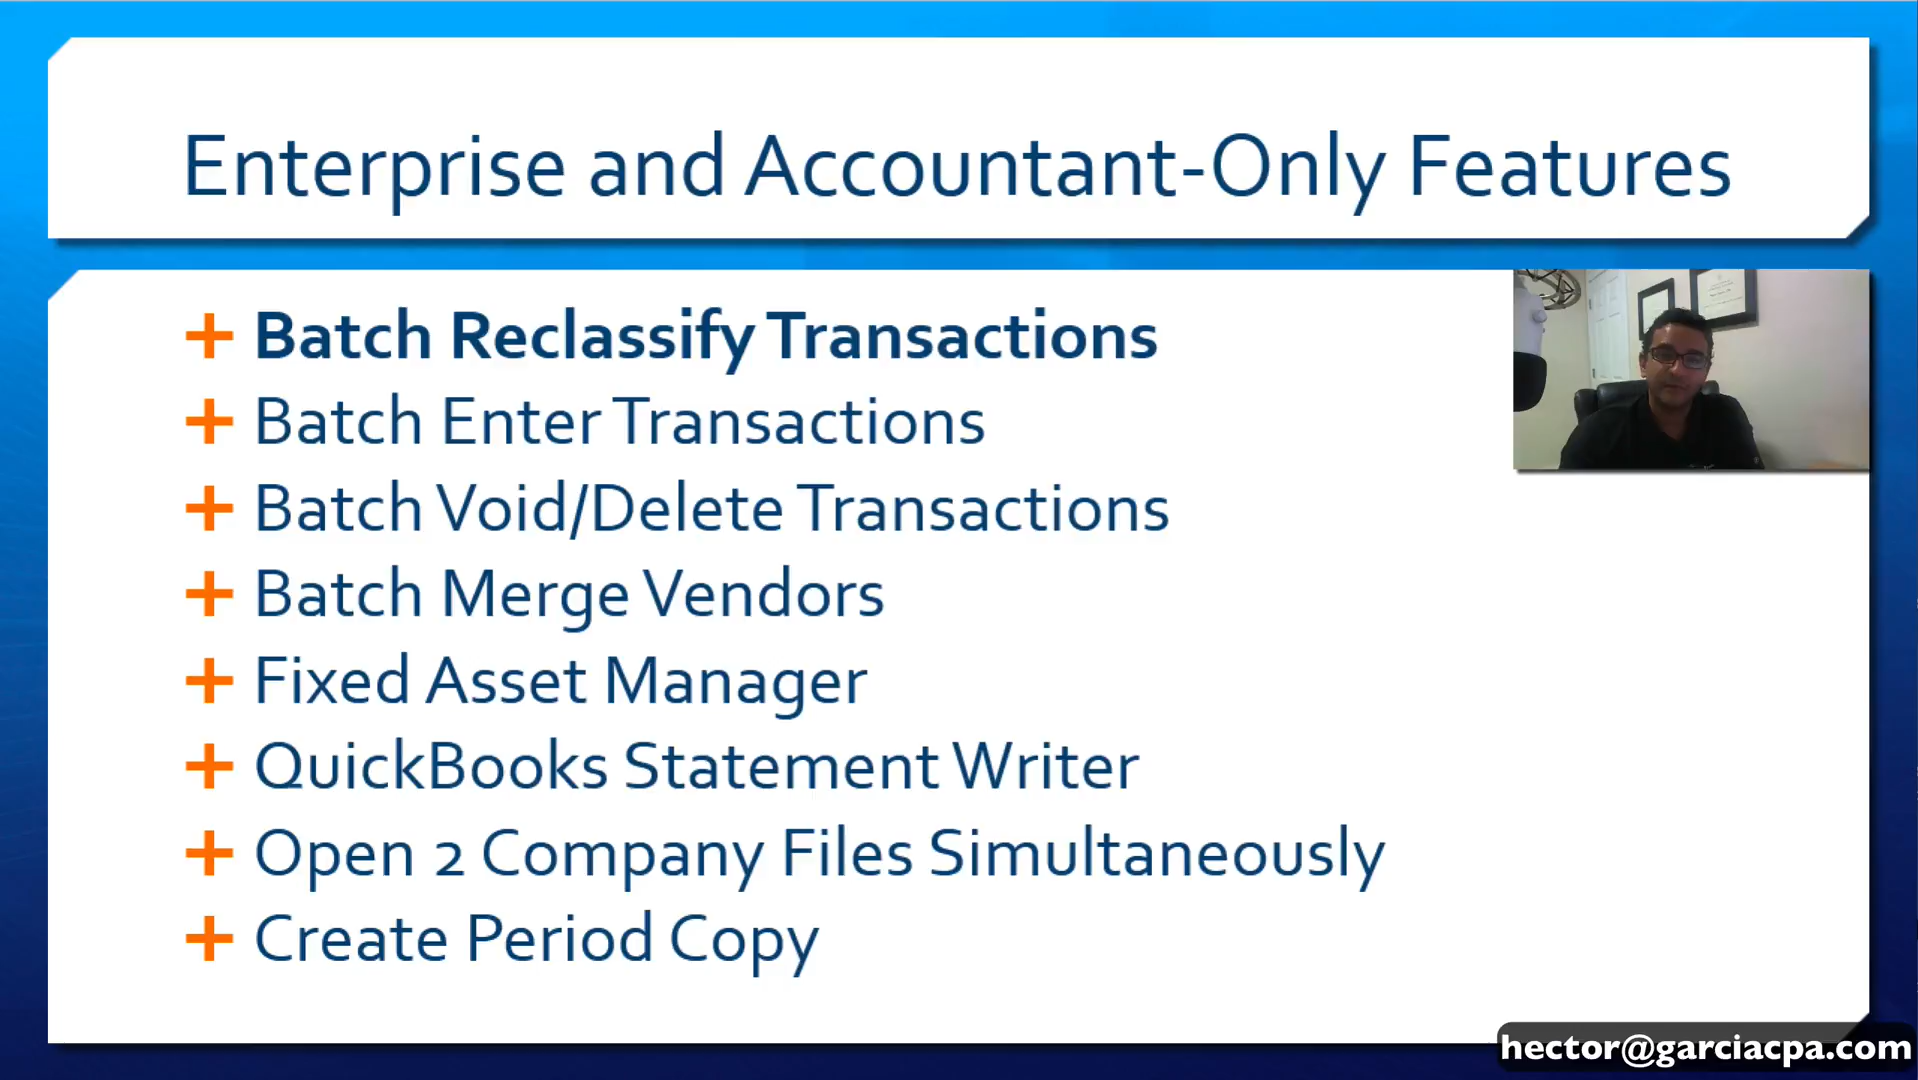 Enterprise and Accountant-Only Features
Batch Reclassify Transactions
Batch Enter Transactions
Batch Void/Delete Transactions
Batch Merge Vendors
Fixed Asset Manager
QuickBooks Statement Writer
Open 2 Company Files Simultaneously
Create Period Copy
hector@garciacpa.com